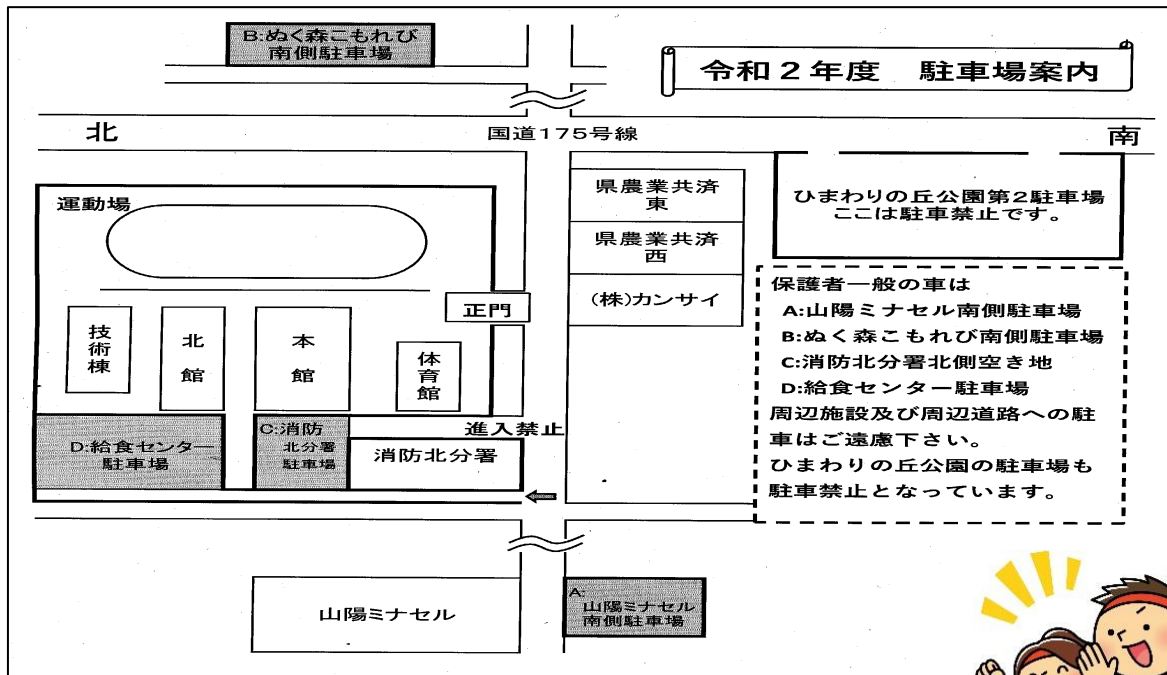 B:ぬく森こもれび
南側駐車場
令和2年度 駐車場案内
北
国道175号線
南
運動場
県農業共済
東
県農業共済
西
(株)カンサイ
ひまわりの丘公園第2駐車場
ここは駐車禁止です。
正門
技術棟
北館
本館
体育館
保護者一般の車は
A:山陽ミナセル南側駐車場
B:ぬく森こもれび南側駐車場
C:消防北分署北側空き地
D:給食センター駐車場
周辺施設及び周辺道路への駐
車はご遠慮下さい。
ひまわりの丘公園の駐車場も
駐車禁止となっています。
D:給食センター
駐車場
C:消防
北分署
駐車場
進入禁止
消防北分署
山陽ミナセル
A:
山陽ミナセル
南側駐車場